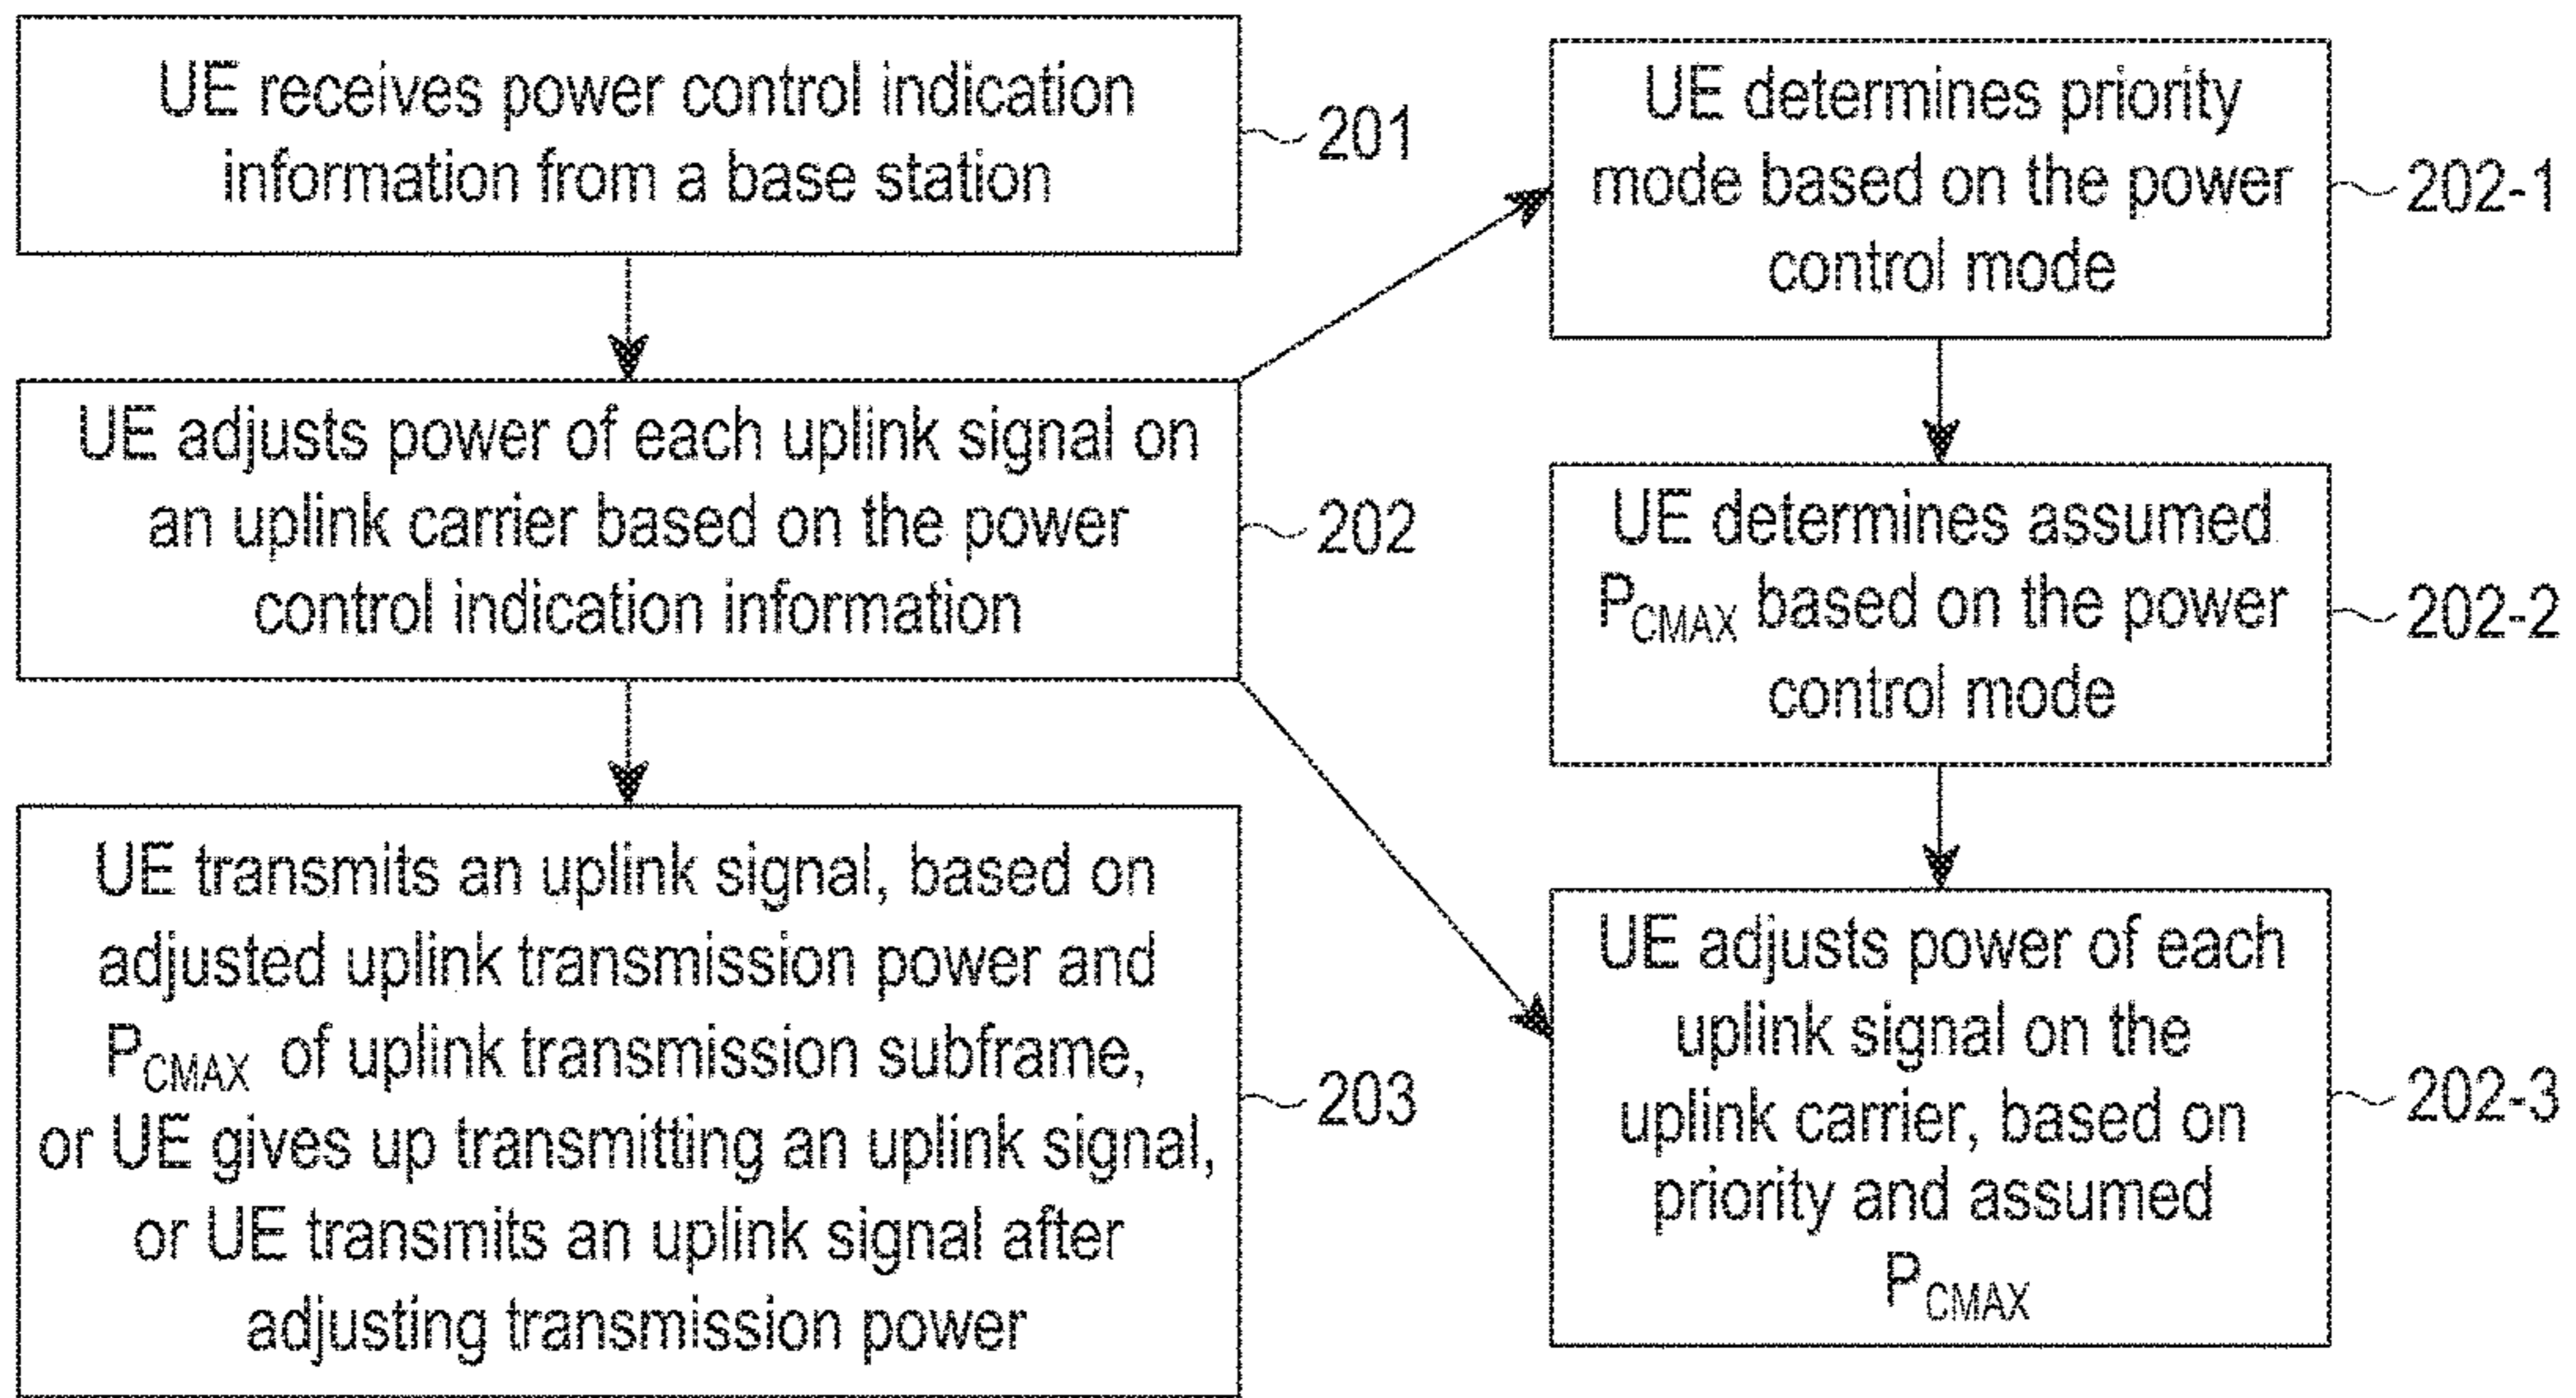 UE receives power control indication
information from a base station
201
UE adjusts power of each uplink signal on
an uplink carrier based on the power
control indication information
202
UE transmits an uplink signal, based on
adjusted uplink transmission power and
PCMAX of uplink transmission subframe,
or UE gives up transmitting an uplink signal,
or UE transmits an uplink signal after
adjusting transmission power
203
UE determines priority
mode based on the power
control mode
202-1
UE determines assumed
PCMAX based on the power
control mode
202-2
UE adjusts power of each
uplink signal on the
uplink carrier, based on
priority and assumed
PCMAX
202-3